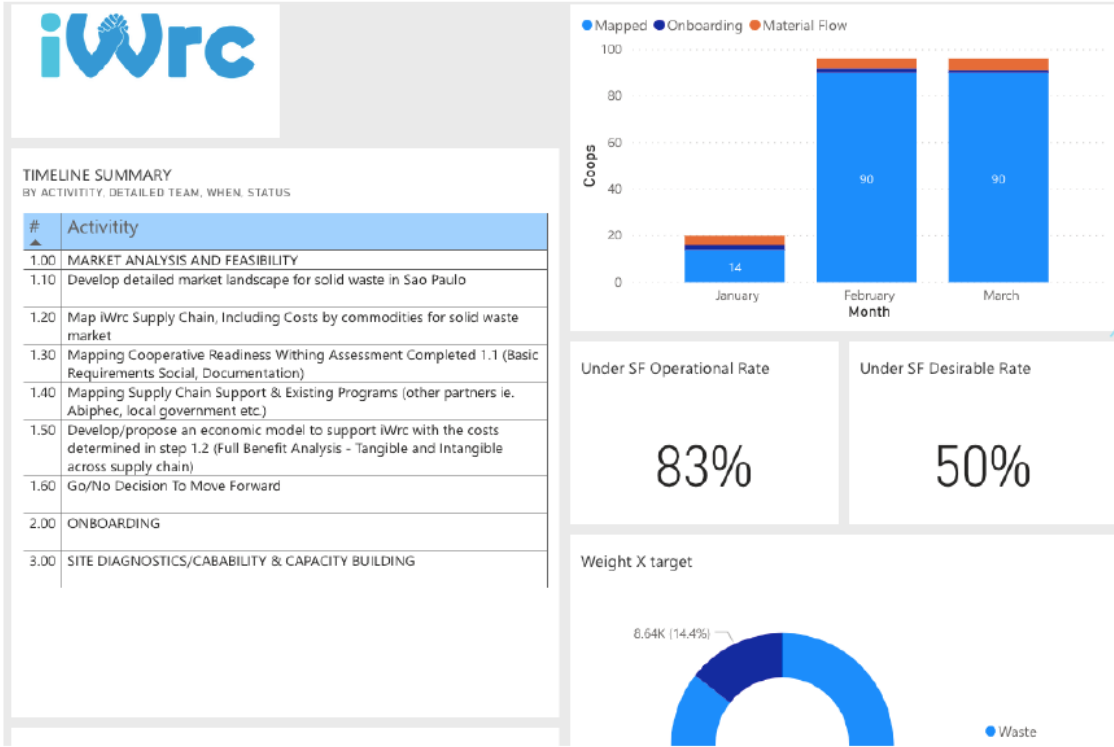 iWrc
TIMELINE SUMMARY
BY ACTIVITITY, DETAILED TEAM, WHEN, STATUS
# Activitity
1.00 MARKET ANALYSIS AND FEASIBILITY
1.10 Develop detailed market landscape for solid waste in Sao Paulo
1.20 Map iWrc Supply Chain, Including Costs by commodities for solid waste
market
1.30 Mapping Cooperative Readiness Withing Assessment Completed 1.1 (Basic
Requirements Social, Documentation)
1.40 Mapping Supply Chain Support & Existing Programs (other partners ie.
Abiphec, local government etc.)
1.50 Develop/propose an economic model to support iWrc with the costs
determined in step 1.2 (Full Benefit Analysis - Tangible and Intangible
across supply chain)
1.60 Go/No Decision To Move Forward
2.00 ONBOARDING
3.00 SITE DIAGNOSTICS/CABABILITY & CAPACITY BUILDING
Mapped Onboarding Material Flow
100
80
60
40
20
0
Coops
14
90
90
January February March
Month
Under SF Operational Rate
83%
Under SF Desirable Rate
50%
Weight X target
8.64K (14.4%)
Waste